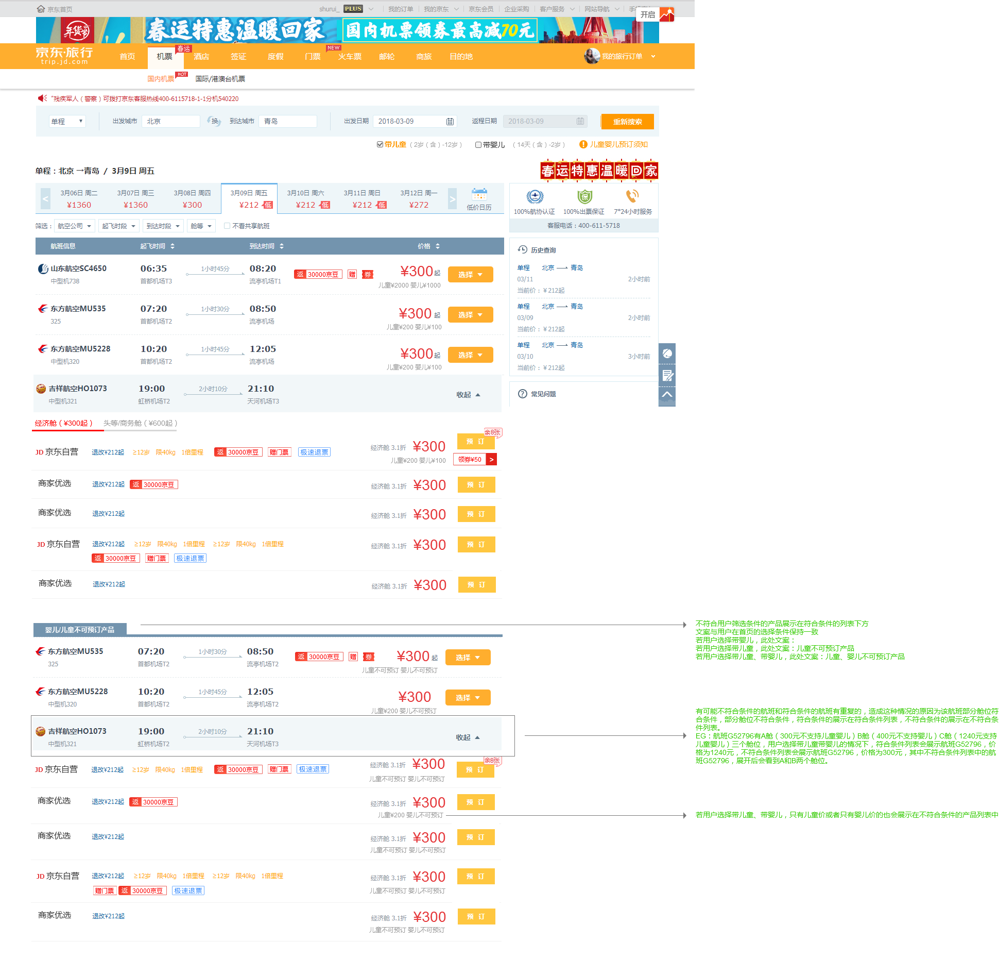 京东首页
shurui_ PLUS 我的订单 我的京东 京东会员 企业采购 客户服务 网站导航
开启
年货节 春运特惠温暖回家 国内机票领券最高减70元
京东·旅行
trip.jd.com
首页 机票 春运 酒店 签证 度假 门票 NEW 火车票 邮轮 商旅 目的地
我的旅行订单
国内机票 HOT 国际/港澳台机票
"残疾军人（警察）可拨打京东客服热线400-6115718-1-1分机540220
单程 出发城市 北京 换 到达城市 青岛 出发日期 2018-03-09 返程日期 2018-03-09 重新搜索
带儿童（2岁（含）-12岁） 带婴儿 （14天（含）-2岁） 儿童婴儿预订须知
单程：北京→青岛 / 3月9日 周五
春运特惠温暖回家
< 3月06日 周二 3月07日 周三 3月08日 周四 3月09日 周五 3月10日 周六 3月11日 周日 3月12日 周一 >
¥1360 ¥1360 ¥300 ¥212 低 ¥212 低 ¥212 低 ¥272 低价日历
保
100%航协认证 100%出票保证 7*24小时服务
客服电话：400-611-5718
筛选： 航空公司 起飞时段 到达时段 舱等 不看共享航班
航班信息 起飞时间 到达时间 价格
山东航空SC4650 06:35 1小时45分 08:20 返 30000京豆 赠 券 ¥300起 选择
中型机738 首都机场T3 流亭机场T1 儿童¥2000 婴儿¥1000
东方航空MU535 07:20 1小时30分 08:50 ¥300 起 选择
325 首都机场T2 流亭机场 儿童¥200 婴儿¥100
东方航空MU5228 10:20 1小时45分 12:05 ¥300起 选择
中型机320 首都机场T2 流亭机场 儿童¥200 婴儿¥100
吉祥航空HO1073 19:00 2小时10分 21:10 收起
中型机321 虹桥机场T2 天河机场T3
历史查询
单程 北京 青岛
03/11 2小时前
当前价：¥212起
单程 北京 青岛
03/09 2小时前
当前价：¥212起
单程 北京 青岛
03/10 3小时前
当前价：¥212起
常见问题
经济舱（¥300起） 头等/商务舱（¥600起）
余8张
JD 京东自营 退改¥212起 ≥12岁 限40kg 1倍里程 返 30000京豆 赠门票 极速退票 经济舱 3.1折 ¥300 预 订
儿童¥200 婴儿¥100 领券¥50 >
商家优选 退改¥212起 返 30000京豆 经济舱 3.1折 ¥300 预 订
商家优选 退改¥212起 经济舱 3.1折 ¥300 预 订
JD 京东自营 退改¥212起 ≥12岁 限40kg 1倍里程 ≥12岁 限40kg 1倍里程 经济舱 3.1折 ¥300 预 订
返 30000京豆 赠门票 极速退票
商家优选 退改¥212起 经济舱 3.1折 ¥300 预 订
婴儿/儿童不可预订产品
不符合用户筛选条件的产品展示在符合条件的列表下方
文案与用户在首页的选择条件保持一致
若用户选择带婴儿，此处文案：
若用户选择带儿童，此处文案：儿童不可预订产品
若用户选择带儿童、带婴儿，此处文案：儿童、婴儿不可预订产品
东方航空MU535 07:20 1小时30分 08:50 返 30000京豆 赠 券 ¥300 起 选择
325 首都机场T2 流亭机场T2 儿童不可预订 婴儿不可预订
东方航空MU5228 10:20 1小时45分 12:05 ¥300 选择
中型机320 首都机场T2 流亭机场T2 儿童¥200 婴儿不可预订
吉祥航空HO1073 19:00 2小时10分 21:10 收起
中型机321 虹桥机场T2 天河机场T3
有可能不符合条件的航班和符合条件的航班有重复的，造成这种情况的原因为该航班部分舱位符
合条件，部分舱位不符合条件，符合条件的展示在符合条件列表，不符合条件的展示在不符合条
件列表。
EG：航班G52796有A舱（300元不支持儿童婴儿）B舱（400元不支持婴儿）C舱（1240元支持
儿童婴儿）三个舱位，用户选择带儿童带婴儿的情况下，符合条件列表会展示航班G52796，价
格为1240元，不符合条件列表会展示航班G52796，价格为300元，其中不符合条件列表中的航
班G52796，展开后会看到A和B两个舱位。
余8张
JD 京东自营 退改¥212起 ≥12岁 限40kg 1倍里程 返 30000京豆 赠门票 极速退票 经济舱 3.1折 ¥300 预 订
儿童不可预订 婴儿不可预订
商家优选 退改¥212起 返 30000京豆 经济舱 3.1折 ¥300 预 订
儿童¥200 婴儿不可预订
若用户选择带儿童、带婴儿，只有儿童价或者只有婴儿价的也会展示在不符合条件的产品列表中
商家优选 退改¥212起 经济舱 3.1折 ¥300 预 订
儿童不可预订 婴儿不可预订
JD 京东自营 退改¥212起 ≥12岁 限40kg 1倍里程 ≥12岁 限40kg 1倍里程 经济舱 3.1折 ¥300 预 订
赠门票 返 30000京豆 极速退票 儿童不可预订 婴儿不可预订
商家优选 退改¥212起 经济舱 3.1折 ¥300 预 订
儿童不可预订 婴儿不可预订